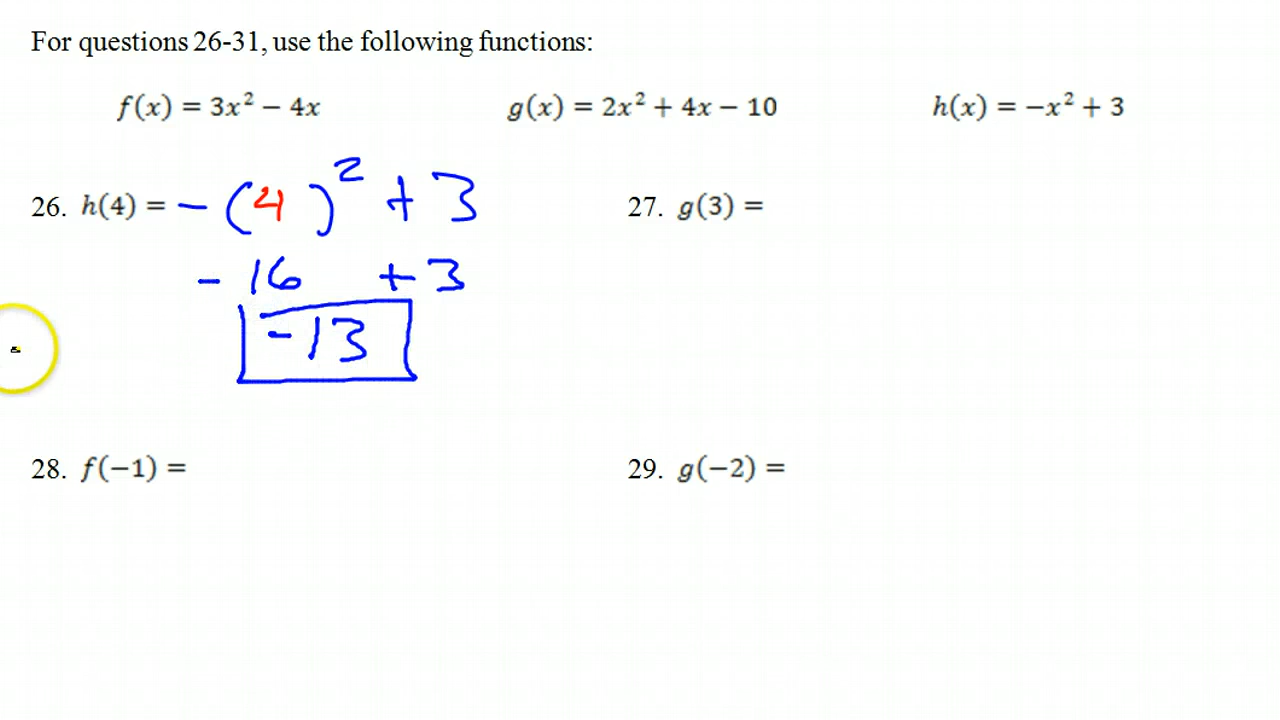 For questions 26-31, use the following functions:
f(x) = 3x² − 4x g(x) = 2x² + 4x − 10 h(x) = −x² + 3
26. h(4) = - (4)² + 3 27. g(3) =
- 16 + 3
-13
28. f(−1) = 29. g(−2) =